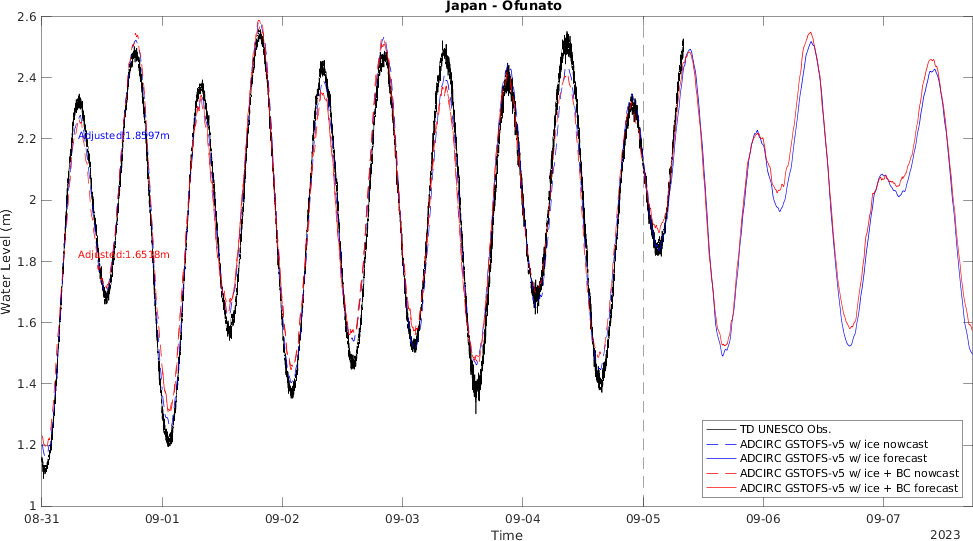 Japan - Ofunato
2.6
2.4
2.2
2
1.8
1.6
1.4
1.2
1
Water Level (m)
Adjusted:1.8597m
Adjusted:1.6518m
TD UNESCO Obs.
ADCIRC GSTOFS-v5 w/ ice nowcast
ADCIRC GSTOFS-v5 w/ ice forecast
ADCIRC GSTOFS-v5 w/ ice + BC nowcast
ADCIRC GSTOFS-v5 w/ ice + BC forecast
08-31 09-01 09-02 09-03 09-04 09-05 09-06 09-07
Time
2023